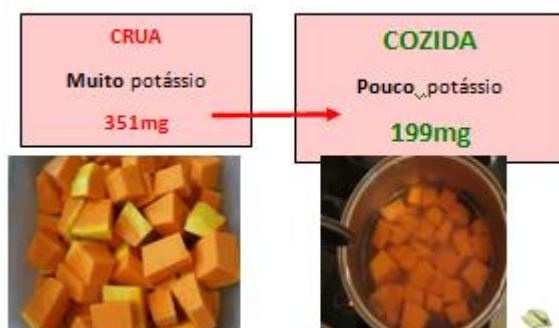 CRUA
Muito potássio
351mg
COZIDA
Pouco potássio
199mg